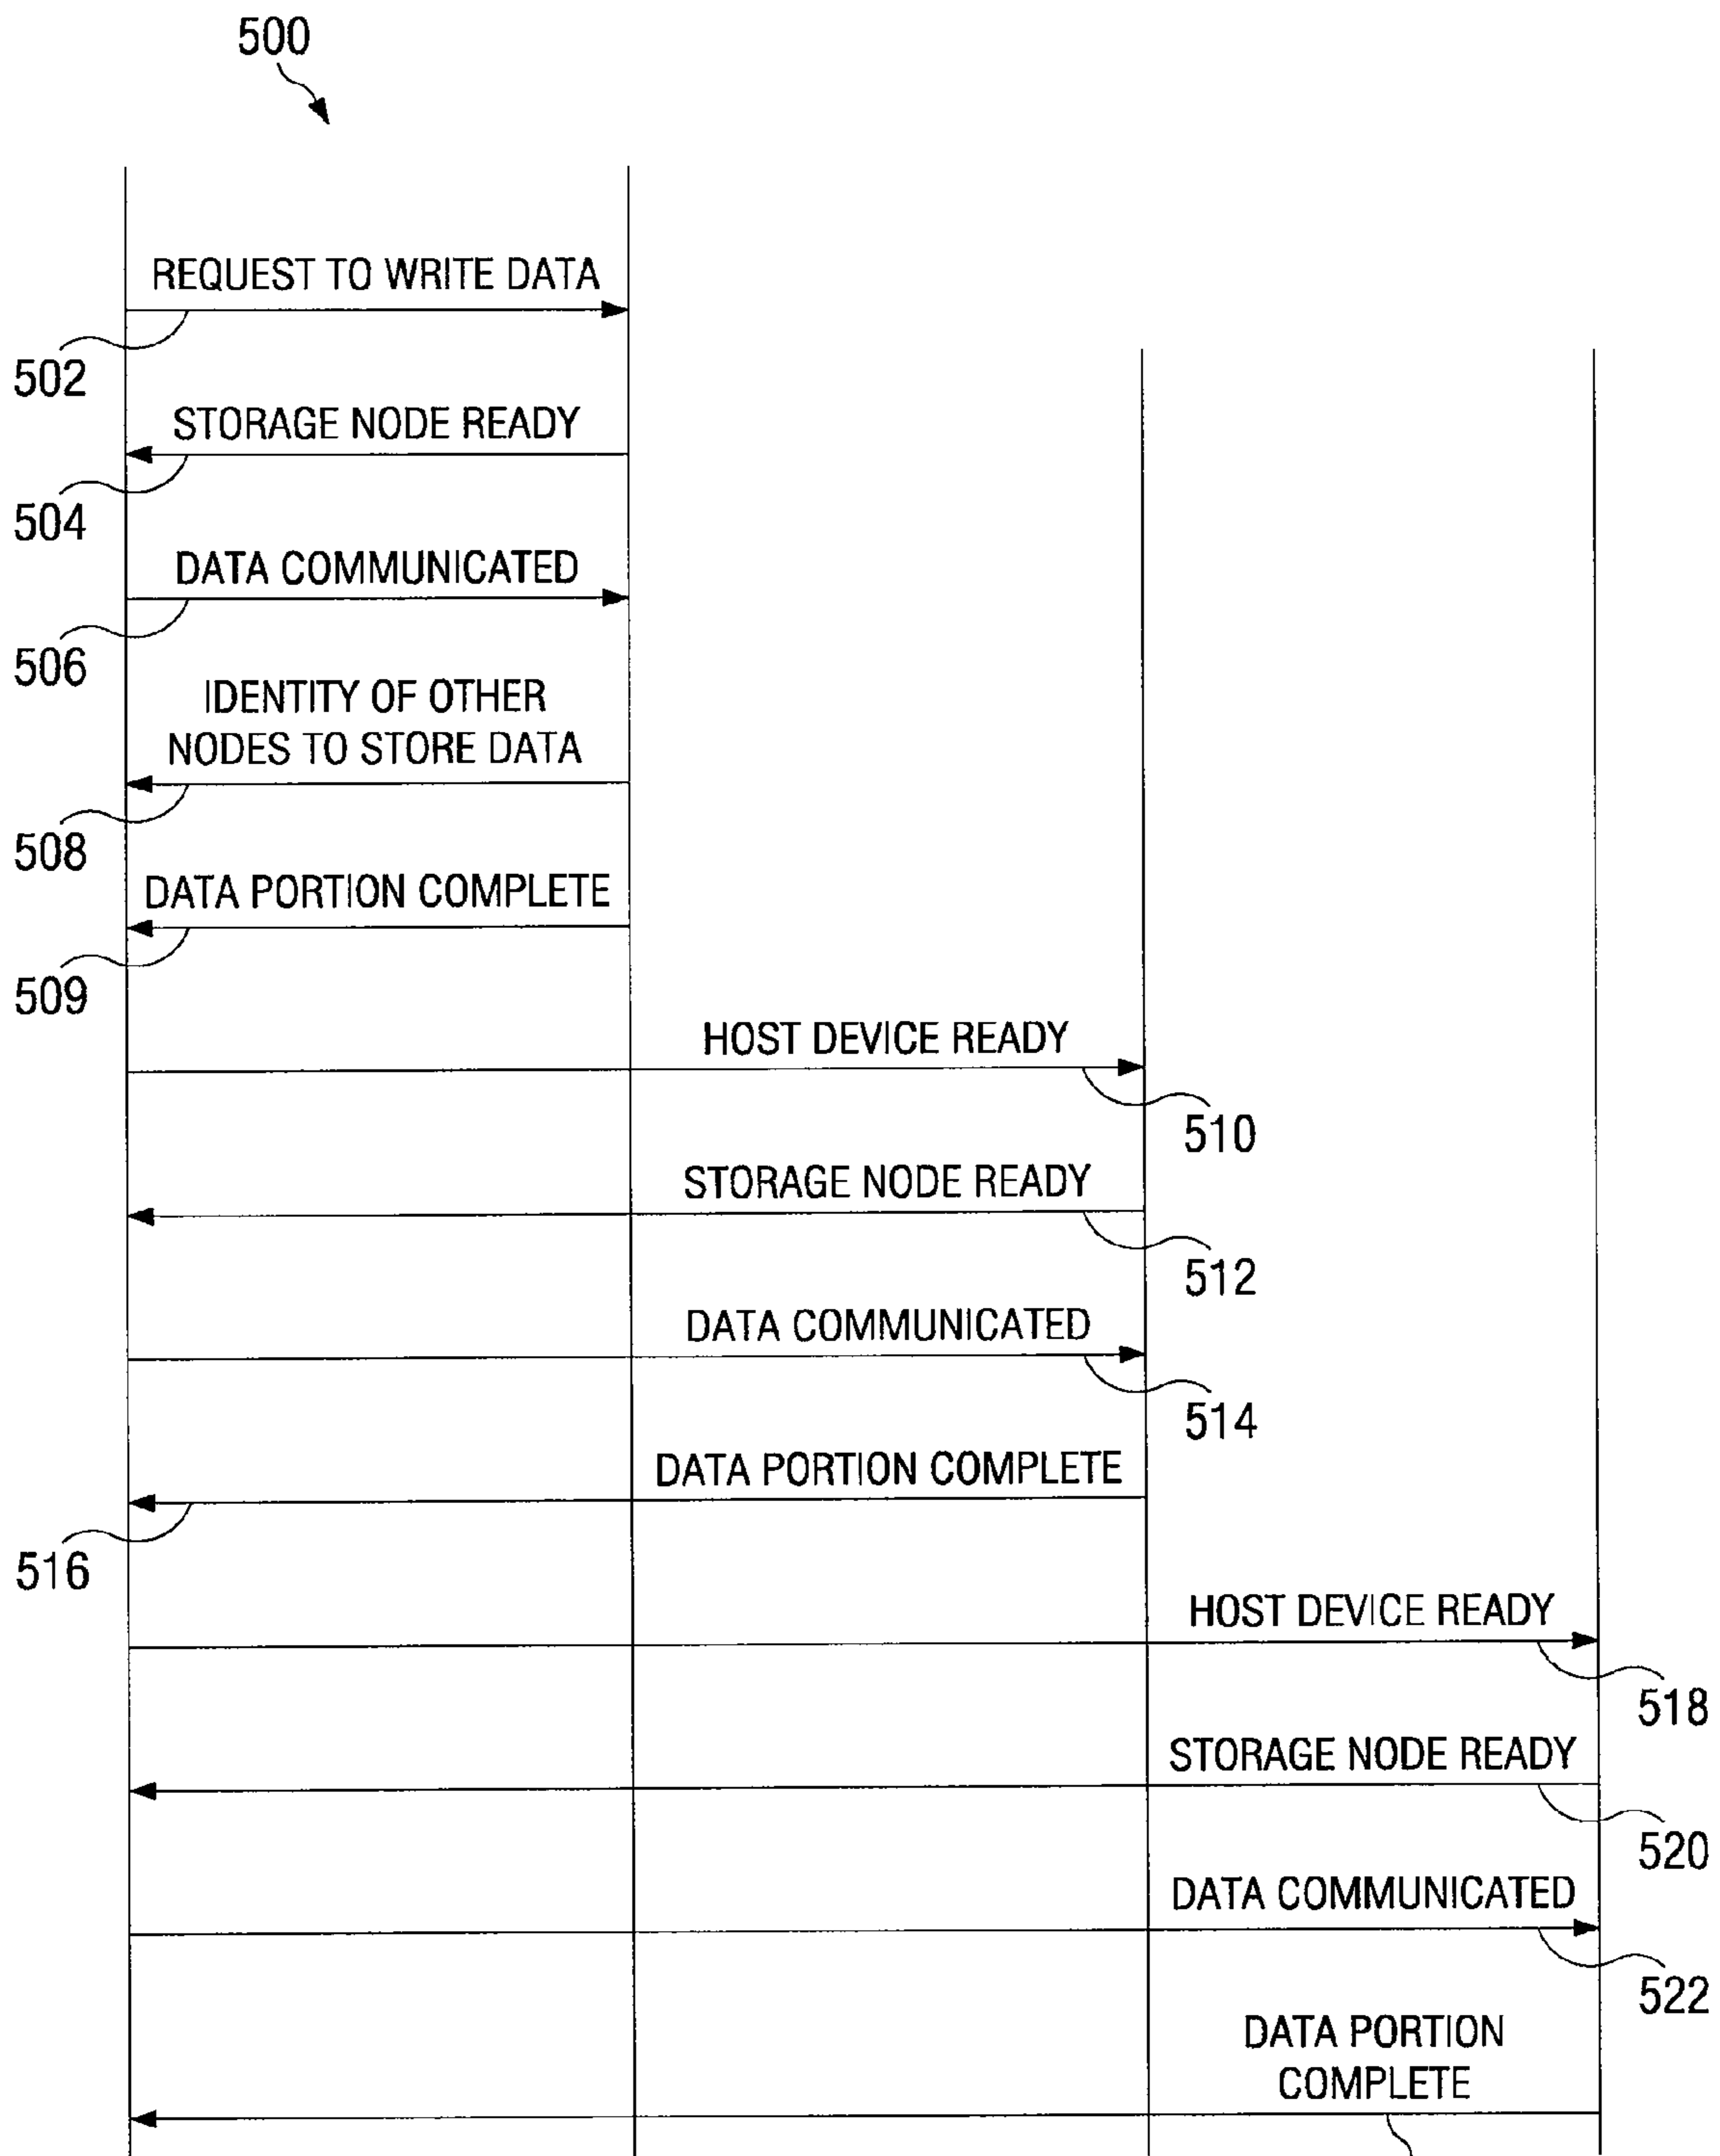 500
REQUEST TO WRITE DATA
502
STORAGE NODE READY
504
DATA COMMUNICATED
506
IDENTITY OF OTHER
NODES TO STORE DATA
508
DATA PORTION COMPLETE
509
HOST DEVICE READY
510
STORAGE NODE READY
512
DATA COMMUNICATED
514
DATA PORTION COMPLETE
516
HOST DEVICE READY
518
STORAGE NODE READY
520
DATA COMMUNICATED
522
DATA PORTION
COMPLETE